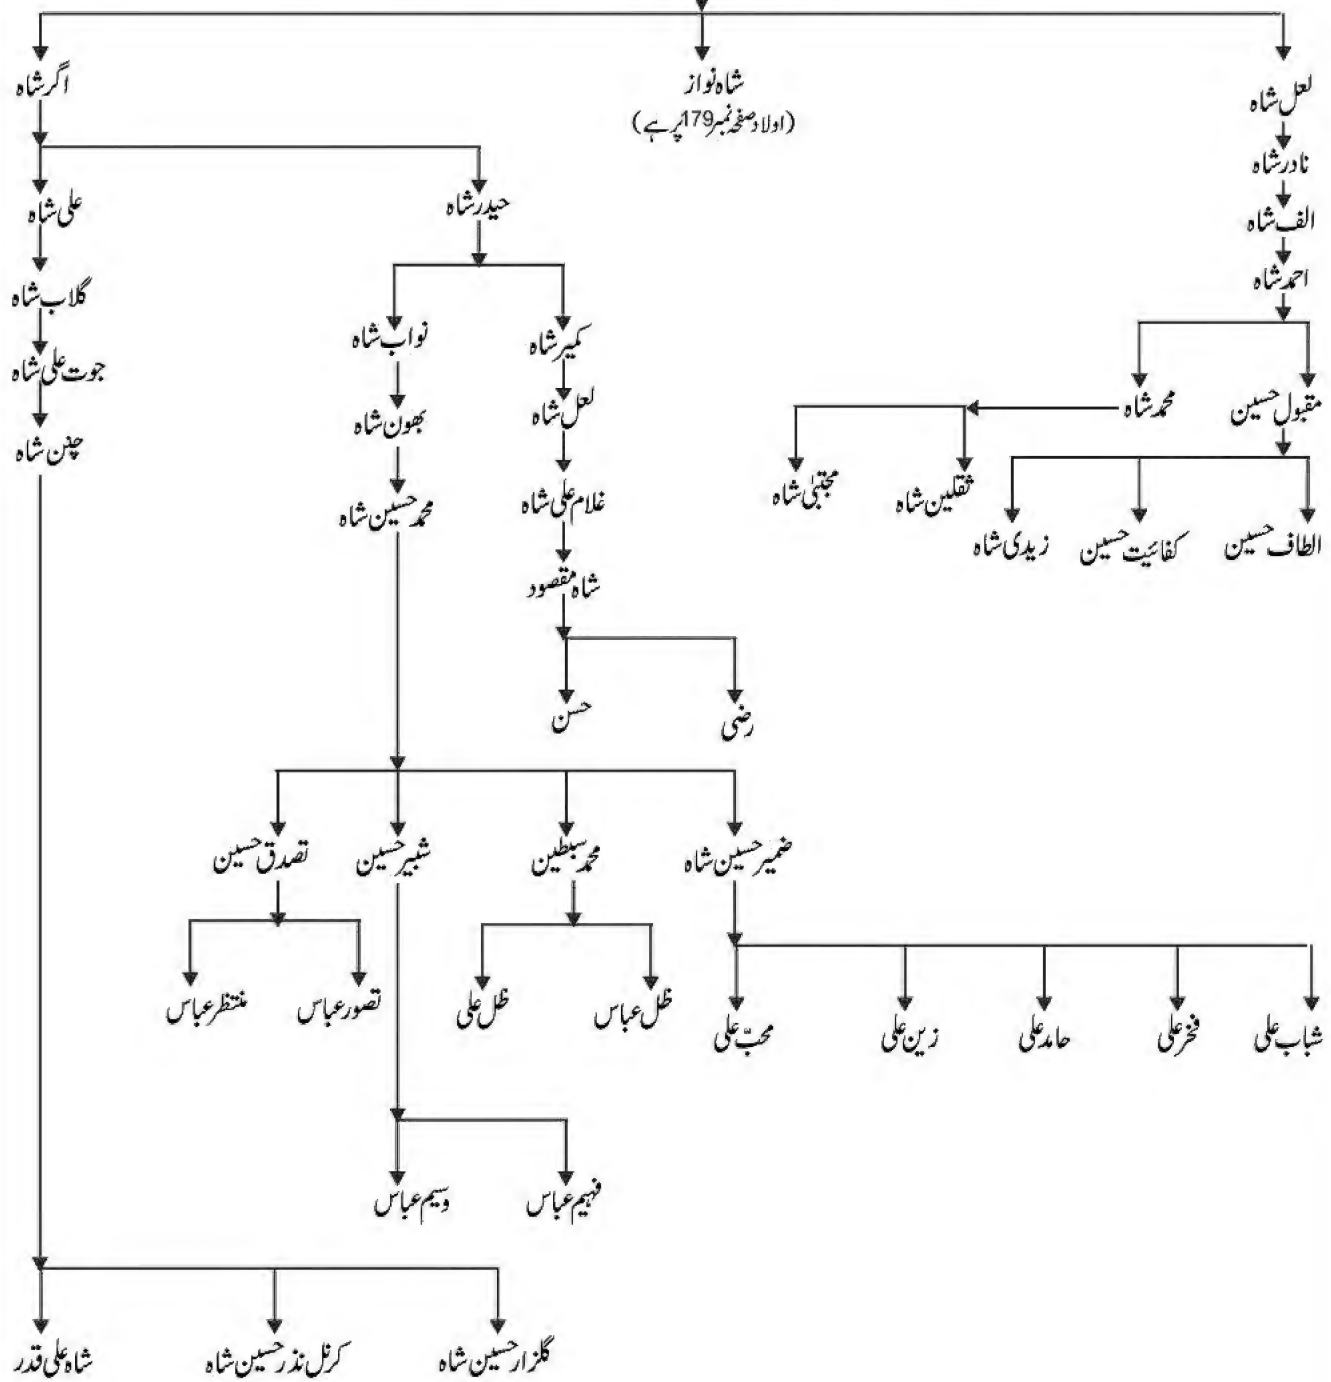 لعل شاہ
شاہ نواز
(اولاد صفحہ نمبر 179 پر ہے)
اگر شاہ
نادر شاہ
الف شاہ
احمد شاہ
حیدر شاہ
علی شاہ
گلاب شاہ
کمیر شاہ
نواب شاہ
جوت علی شاہ
مقبول حسین
محمد شاہ
لعل شاہ
بھون شاہ
چنن شاہ
ثقلین شاہ
مجتبیٰ شاہ
غلام علی شاہ
محمد حسین شاہ
الطاف حسین
کفائیت حسین
زیدی شاہ
شاہ مقصود
رضی
حسن
ضمیر حسین شاہ
محمد سبطین
شبیر حسین
تصدق حسین
ظل عباس
ظل علی
تصور عباس
منتظر عباس
شباب علی
فخر علی
حامد علی
زین علی
محبّ علی
فہیم عباس
وسیم عباس
گلزار حسین شاہ
کرنل نذر حسین شاہ
شاہ علی قدر